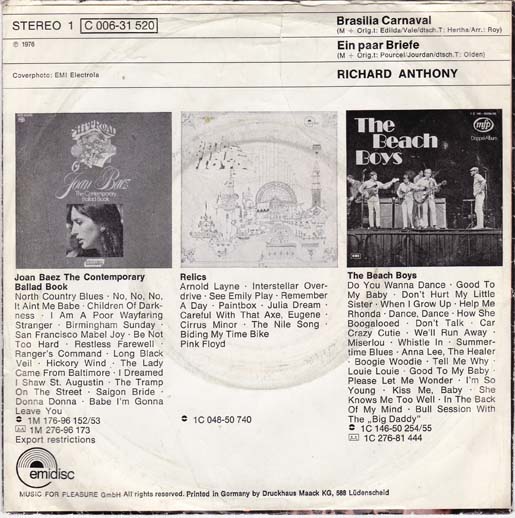 STEREO 1 C 006-31 520
℗ 1976
Coverphoto: EMI Electrola
Brasilia Carnaval
(M + Orig.t: Edilda/Vale/dtsch.T: Hertha/Arr.: Roy)
Ein paar Briefe
(M + Orig.t: Pourcel/Jourdan/dtsch.T: Olden)
RICHARD ANTHONY
Joan Baez
The Contemporary
Ballad Book
The
Beach
Boys
mfp
DoppelAlbum
EMI
Joan Baez The Contemporary
Ballad Book
North Country Blues · No, No, No,
It Aint Me Babe · Children Of Dark-
ness · I Am A Poor Wayfaring
Stranger · Birmingham Sunday ·
San Francisco Mabel Joy · Be Not
Too Hard · Restless Farewell ·
Ranger's Command · Long Black
Veil · Hickory Wind · The Lady
Came From Baltimore · I Dreamed
I Shaw St. Augustin · The Tramp
On The Street · Saigon Bride ·
Donna Donna · Babe I'm Gonna
Leave You
1M 176-96 152/53
1M 276-96 173
Export restrictions
Relics
Arnold Layne · Interstellar Over-
drive · See Emily Play · Remember
A Day · Paintbox · Julia Dream ·
Careful With That Axe, Eugene ·
Cirrus Minor · The Nile Song ·
Biding My Time Bike
Pink Floyd
1C 048-50 740
The Beach Boys
Do You Wanna Dance · Good To
My Baby · Don't Hurt My Little
Sister · When I Grow Up · Help Me
Rhonda · Dance, Dance · How She
Boogalooed · Don't Talk · Car
Crazy Cutie · We'll Run Away ·
Miserlou · Whistle In · Summer-
time Blues · Anna Lee, The Healer
· Boogie Woodie · Tell Me Why ·
Louie Louie · Good To My Baby ·
Please Let Me Wonder · I'm So
Young · Kiss Me, Baby · She
Knows Me Too Well · In The Back
Of My Mind · Bull Session With
The „Big Daddy"
1C 146-50 254/55
1C 276-81 444
emidisc
MUSIC FOR PLEASURE GmbH All rights reserved. Printed in Germany by Druckhaus Maack KG, 588 Lüdenscheid